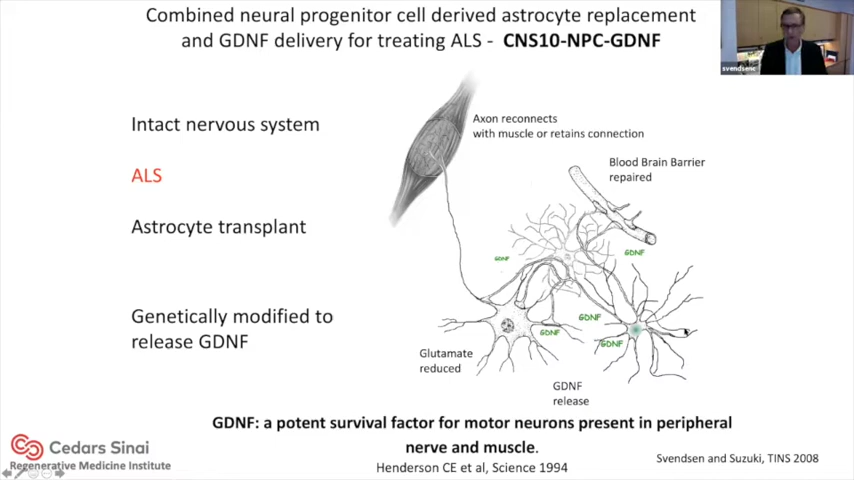 Combined neural progenitor cell derived astrocyte replacement
and GDNF delivery for treating ALS - CNS10-NPC-GDNF
svendsenc
Intact nervous system
ALS
Astrocyte transplant
Genetically modified to
release GDNF
Axon reconnects
with muscle or retains connection
Blood Brain Barrier
repaired
GDNF
GDNF
GDNF
GDNF
GDNF
Glutamate
reduced
GDNF
release
GDNF: a potent survival factor for motor neurons present in peripheral
nerve and muscle.
Henderson CE et al, Science 1994
Svendsen and Suzuki, TINS 2008
Cedars Sinai
Regenerative Medicine Institute